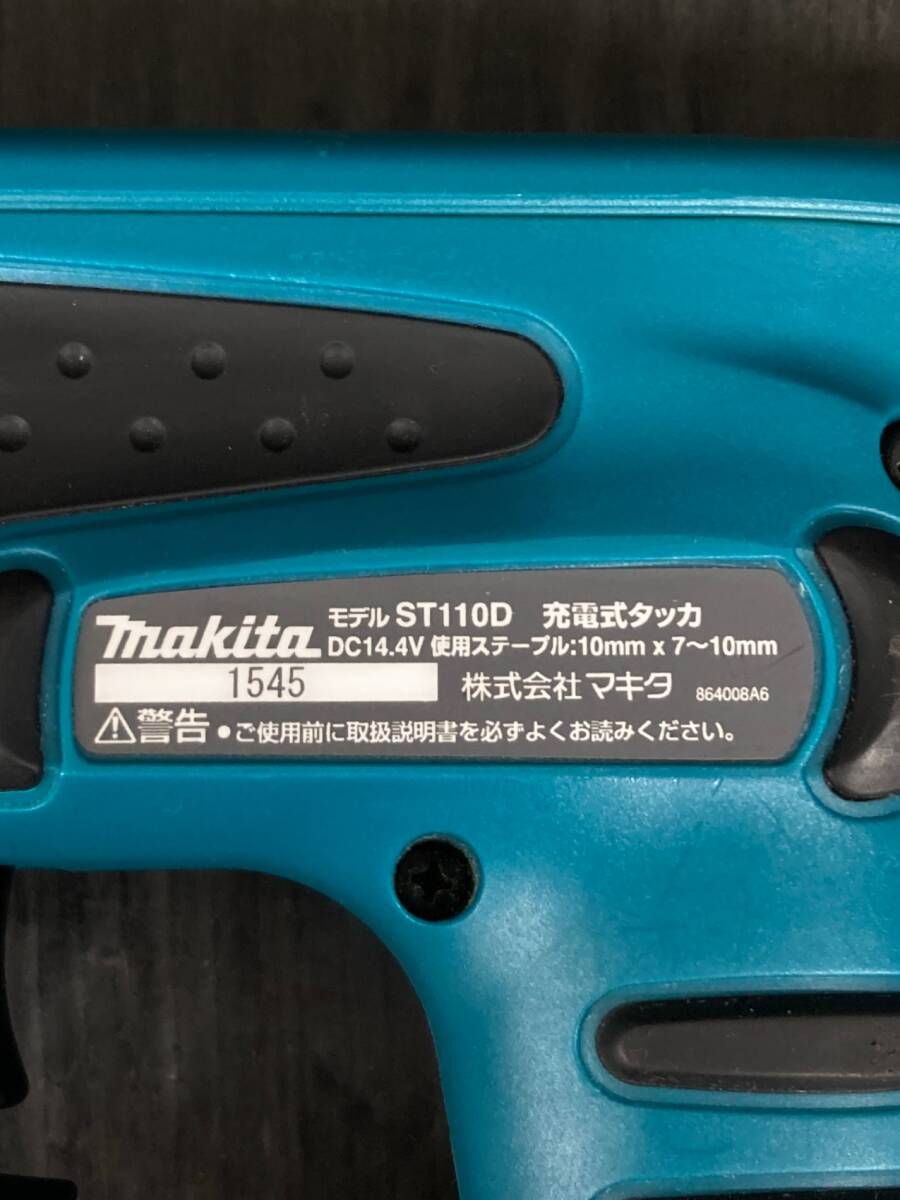 makita モデル ST110D 充電式タッカ
DC14.4V 使用ステープル:10mm x 7～10mm
1545 株式会社 マキタ 864008A6
⚠警告 ●ご使用前に取扱説明書を必ずよくお読みください。